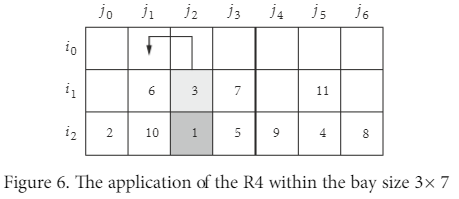 j0 j1 j2 j3 j4 j5 j6
i0
i1 6 3 7 11
i2 2 10 1 5 9 4 8
Figure 6. The application of the R4 within the bay size 3× 7